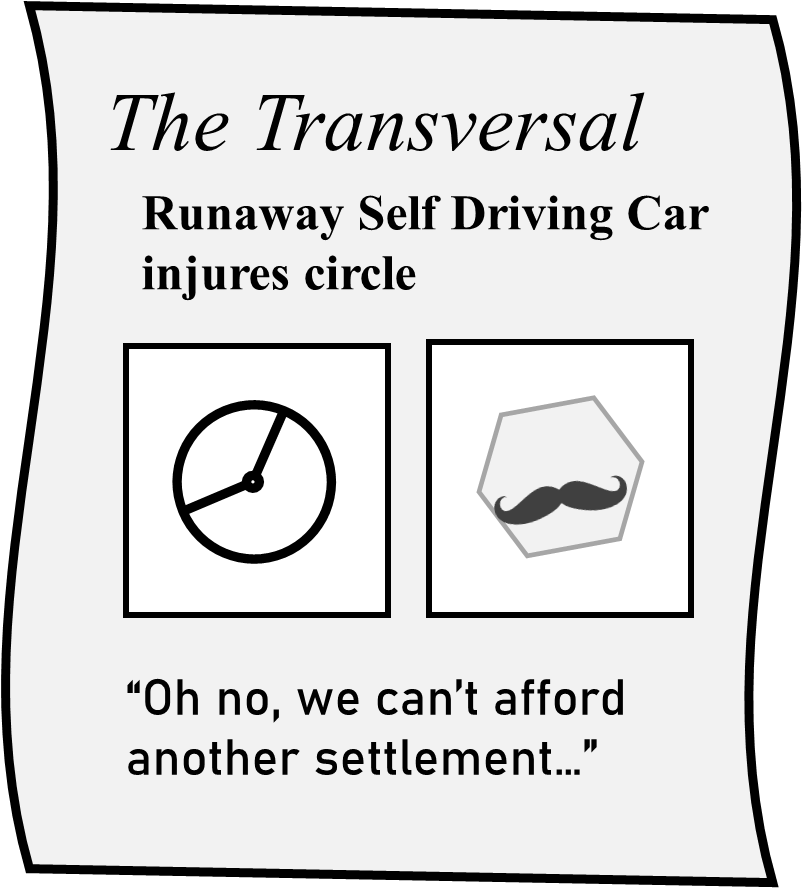 The Transversal
Runaway Self Driving Car
injures circle
“Oh no, we can’t afford
another settlement...”